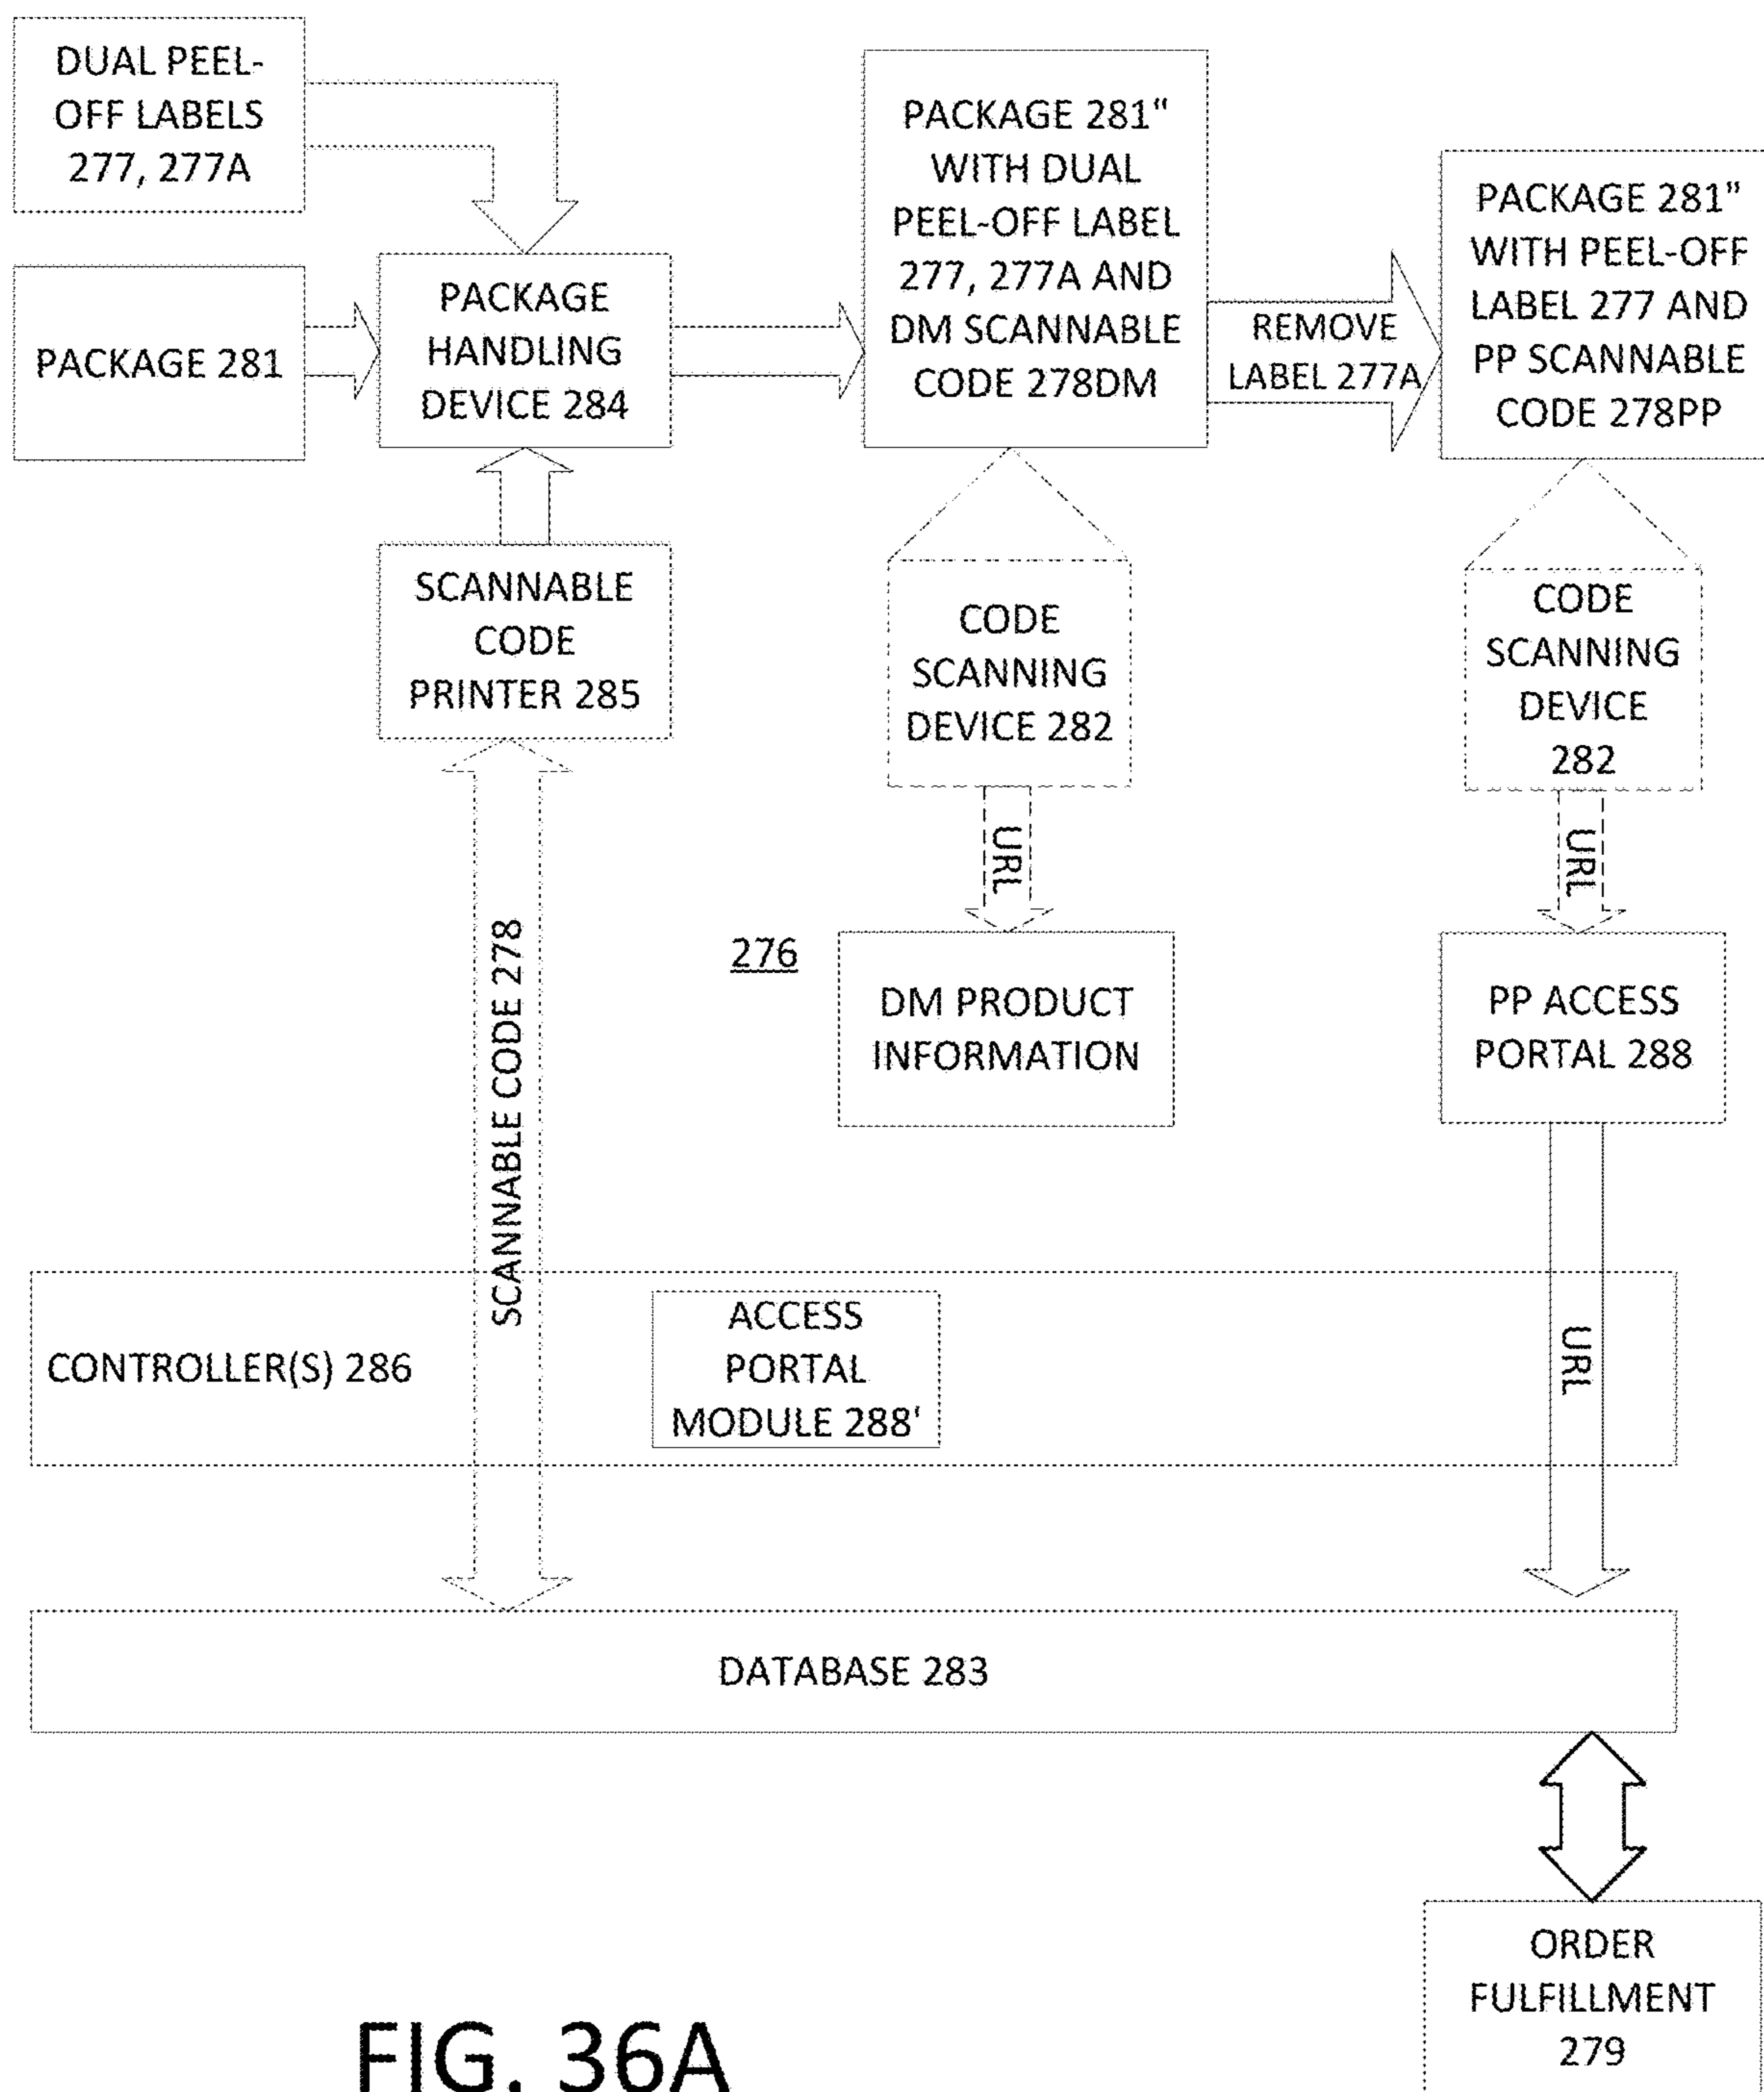 DUAL PEEL-
OFF LABELS
277, 277A
PACKAGE 281
PACKAGE
HANDLING
DEVICE 284
PACKAGE 281"
WITH DUAL
PEEL-OFF LABEL
277, 277A AND
DM SCANNABLE
CODE 278DM
REMOVE
LABEL 277A
PACKAGE 281"
WITH PEEL-OFF
LABEL 277 AND
PP SCANNABLE
CODE 278PP
SCANNABLE
CODE
PRINTER 285
CODE
SCANNING
DEVICE 282
CODE
SCANNING
DEVICE
282
URL
URL
SCANNABLE CODE 278
276
DM PRODUCT
INFORMATION
PP ACCESS
PORTAL 288
CONTROLLER(S) 286
ACCESS
PORTAL
MODULE 288'
URL
DATABASE 283
ORDER
FULFILLMENT
279
FIG. 36A